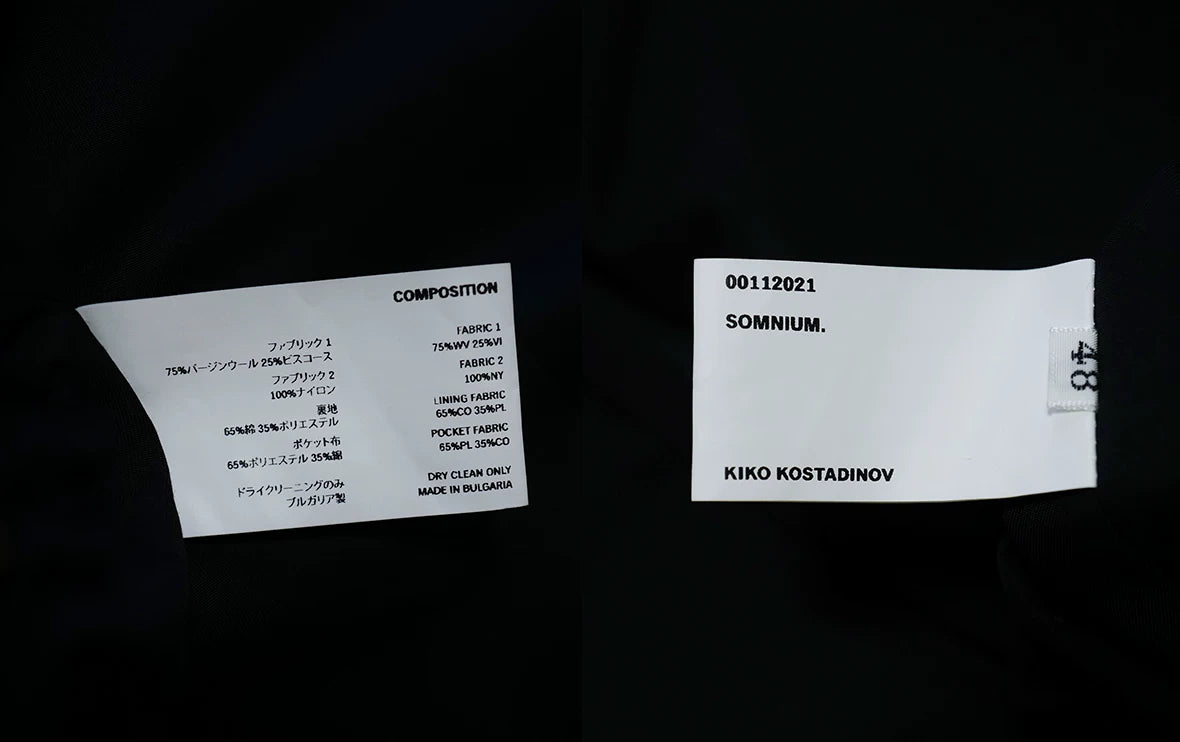 COMPOSITION
ファブリック 1
75%バージンウール 25%ビスコース
ファブリック 2
100%ナイロン
裏地
65%綿 35%ポリエステル
ポケット布
65%ポリエステル 35%綿
ドライクリーニングのみ
ブルガリア製
FABRIC 1
75%WV 25%VI
FABRIC 2
100%NY
LINING FABRIC
65%CO 35%PL
POCKET FABRIC
65%PL 35%CO
DRY CLEAN ONLY
MADE IN BULGARIA
00112021
SOMNIUM.
KIKO KOSTADINOV
48